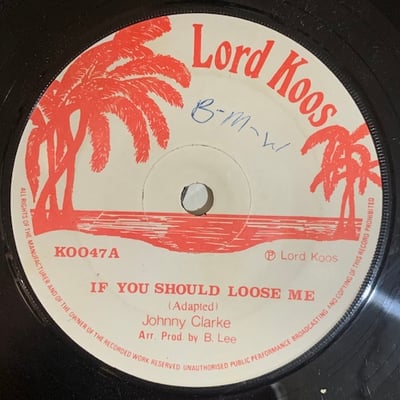 Lord Koos
B-M-W
KOO47A
℗ Lord Koos
IF YOU SHOULD LOOSE ME
(Adapted)
Johnny Clarke
Arr. Prod by B. Lee
ALL RIGHTS OF THE MANUFACTURER AND OF THE OWNER OF THE RECORDED WORK RESERVED UNAUTHORISED PUBLIC PERFORMANCE BROADCASTING AND COPYING OF THIS RECORD PROHIBITED